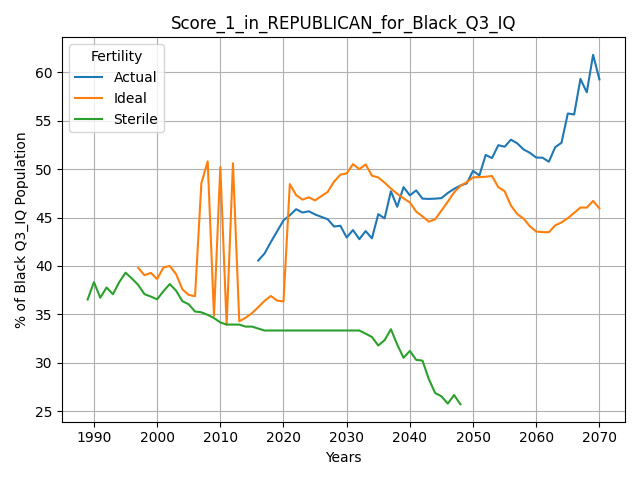 Score_1_in_REPUBLICAN_for_Black_Q3_IQ
Fertility
Actual
Ideal
Sterile
% of Black Q3_IQ Population
60
55
50
45
40
35
30
25
1990
2000
2010
2020
2030
2040
2050
2060
2070
Years